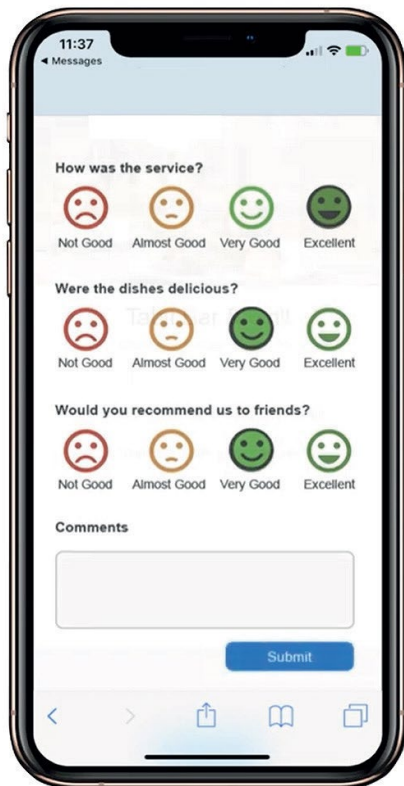 11:37
◀ Messages
How was the service?
Not Good Almost Good Very Good Excellent
Were the dishes delicious?
Not Good Almost Good Very Good Excellent
Would you recommend us to friends?
Not Good Almost Good Very Good Excellent
Comments
Submit